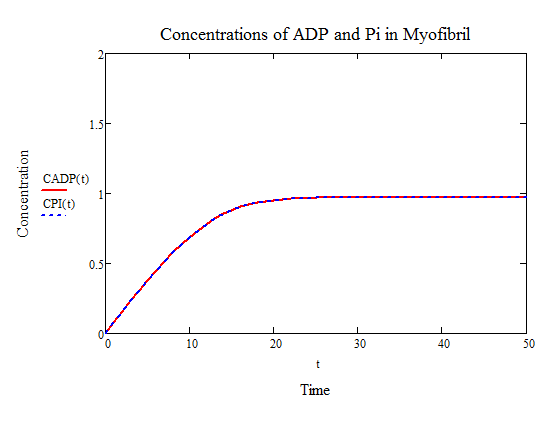 Concentrations of ADP and Pi in Myofibril
2
1.5
1
0.5
0
Concentration
CADP(t)
CPI(t)
0 10 20 30 40 50
t
Time